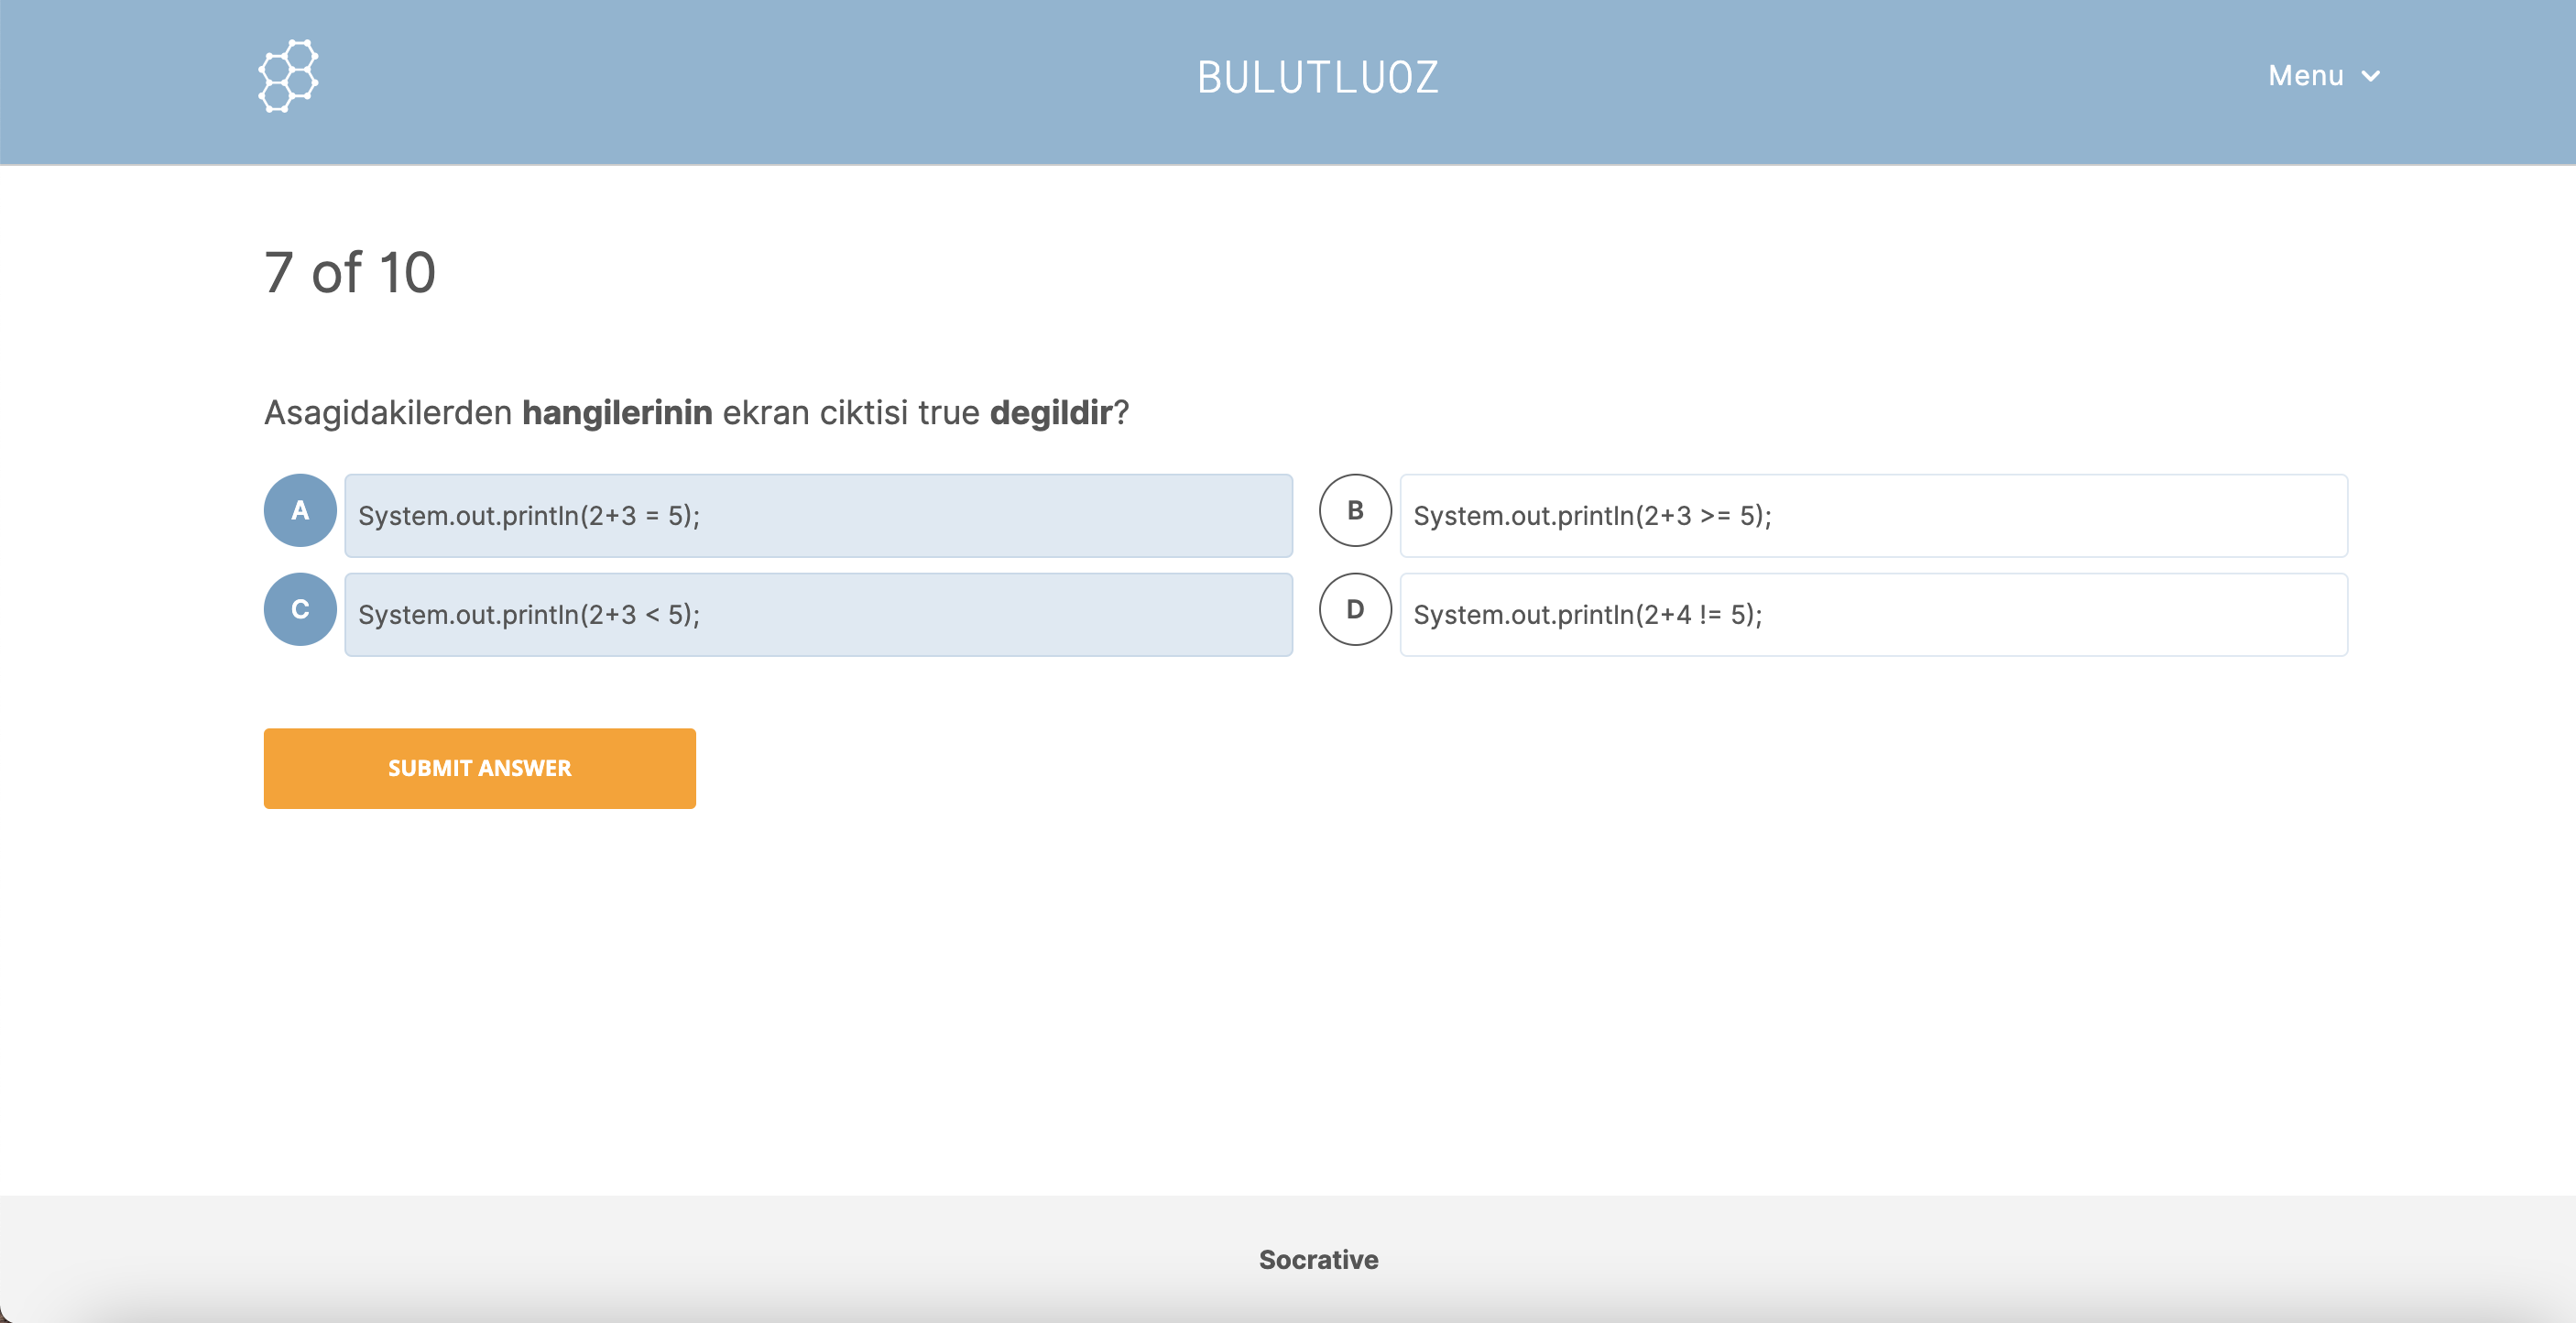 BULUTLUOZ
Menu
7 of 10
Asagidakilerden hangilerinin ekran ciktisi true degildir?
A
System.out.println(2+3 = 5);
B
System.out.println(2+3 >= 5);
C
System.out.println(2+3 < 5);
D
System.out.println(2+4 != 5);
SUBMIT ANSWER
Socrative